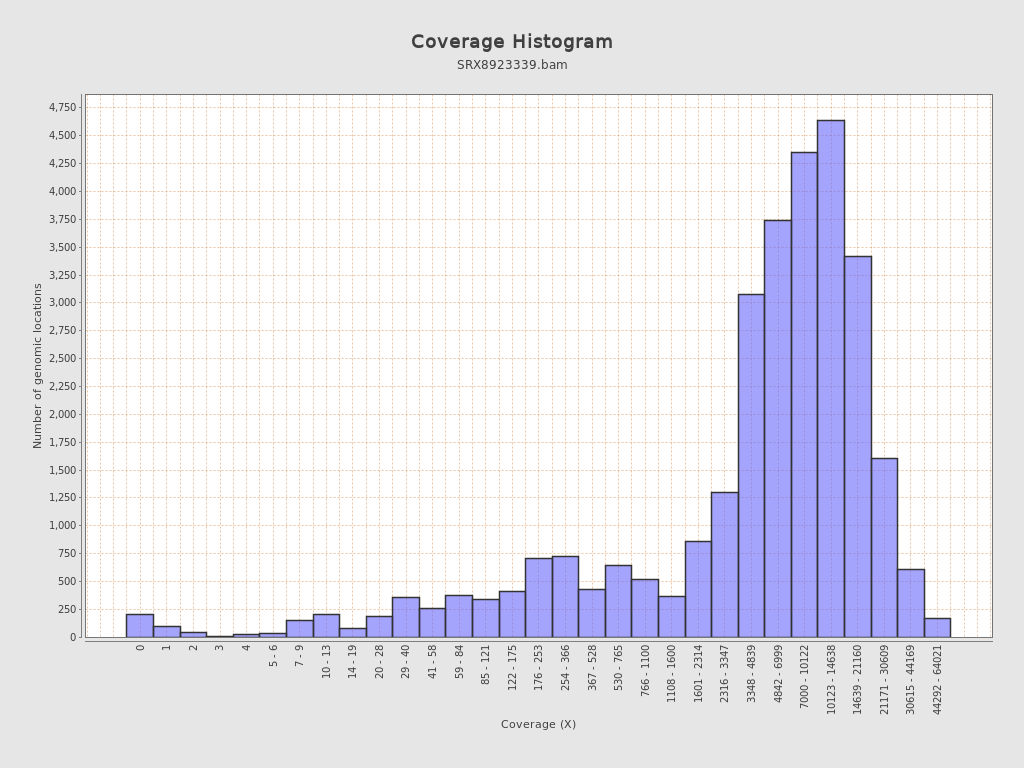 Coverage Histogram
SRX8923339.bam
Number of genomic locations
4,750
4,500
4,250
4,000
3,750
3,500
3,250
3,000
2,750
2,500
2,250
2,000
1,750
1,500
1,250
1,000
750
500
250
0
0
1
2
3
4
5 - 6
7 - 9
10 - 13
14 - 19
20 - 28
29 - 40
41 - 58
59 - 84
85 - 121
122 - 175
176 - 253
254 - 366
367 - 528
530 - 765
766 - 1100
1108 - 1600
1601 - 2314
2316 - 3347
3348 - 4839
4842 - 6999
7000 - 10122
10123 - 14638
14639 - 21160
21171 - 30609
30615 - 44169
44292 - 64021
Coverage (X)